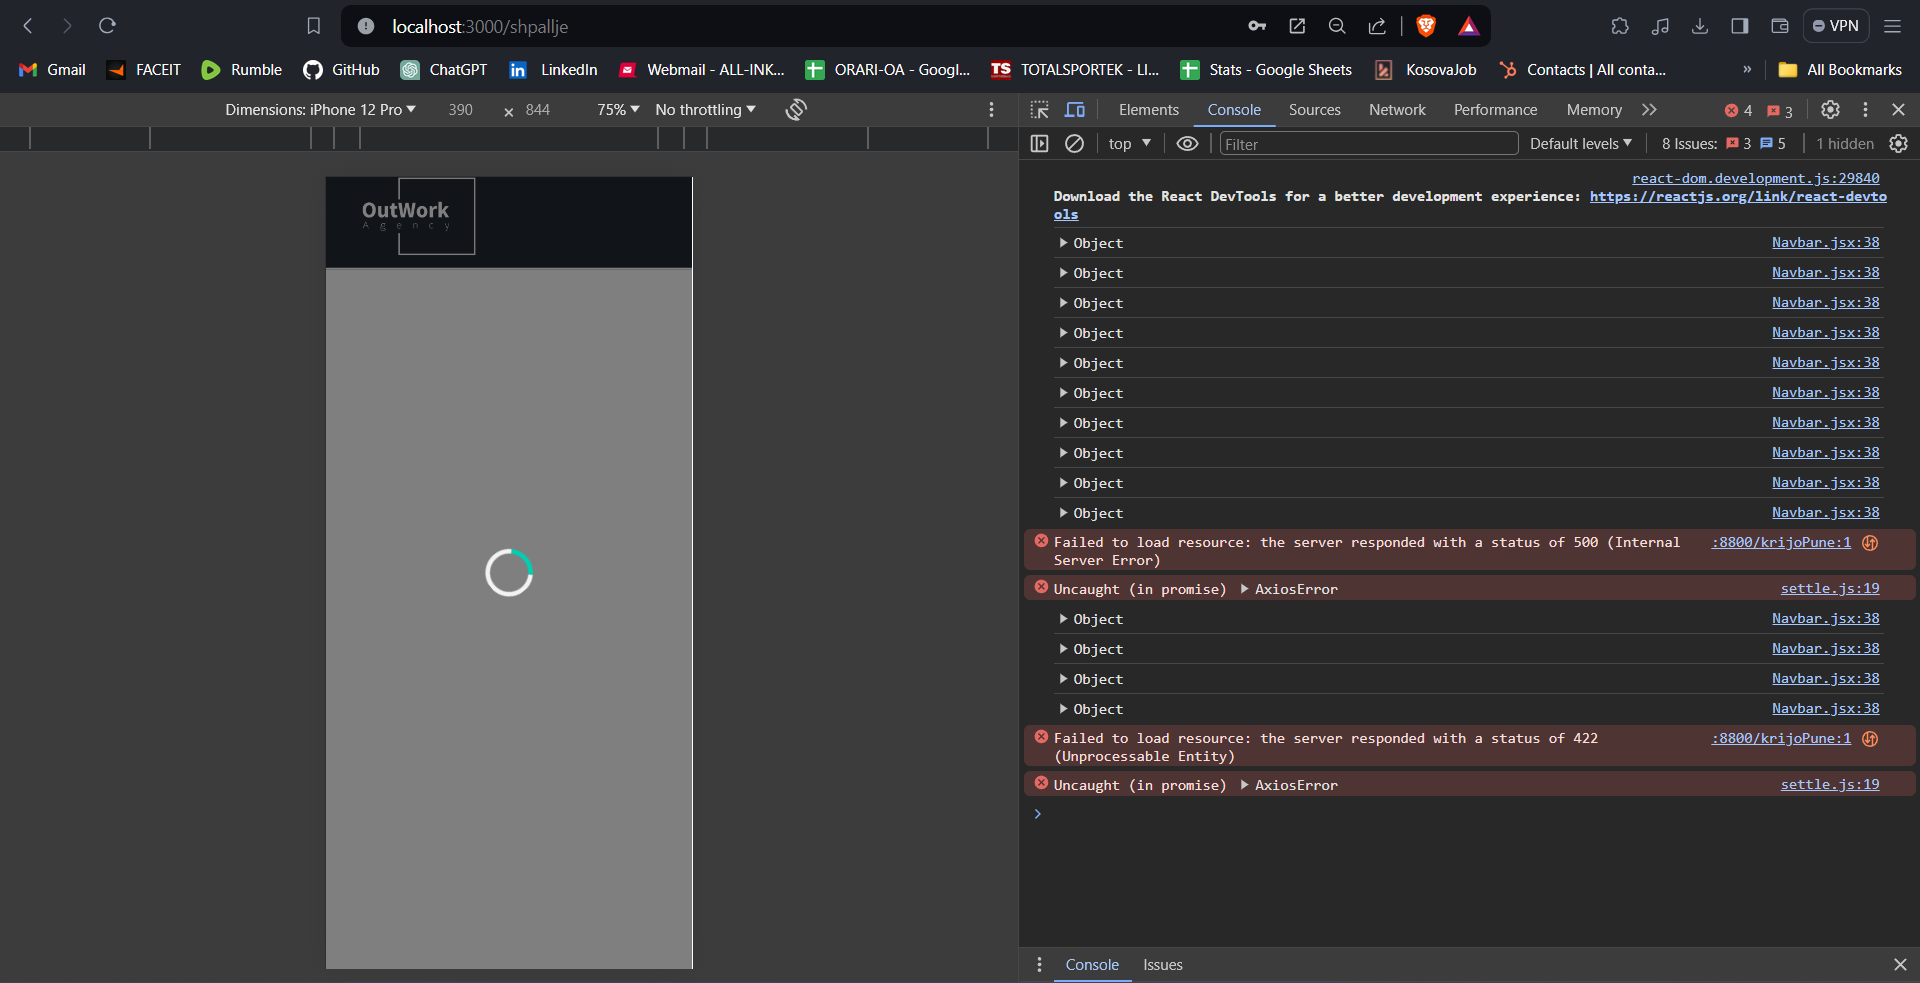 localhost:3000/shpallje
VPN
Gmail
FACEIT
Rumble
GitHub
ChatGPT
LinkedIn
Webmail - ALL-INK...
ORARI-OA - Googl...
TS
TOTALSPORTEK - LI...
Stats - Google Sheets
KosovaJob
Contacts | All conta...
»
All Bookmarks
Dimensions: iPhone 12 Pro
390
×
844
75%
No throttling
Elements
Console
Sources
Network
Performance
Memory
4
3
top
Filter
Default levels
8 Issues:
3
5
1 hidden
OutWork
Agency
react-dom.development.js:29840
Download the React DevTools for a better development experience: https://reactjs.org/link/react-devto
ols
Object Navbar.jsx:38
Object Navbar.jsx:38
Object Navbar.jsx:38
Object Navbar.jsx:38
Object Navbar.jsx:38
Object Navbar.jsx:38
Object Navbar.jsx:38
Object Navbar.jsx:38
Object Navbar.jsx:38
Object Navbar.jsx:38
Failed to load resource: the server responded with a status of 500 (Internal :8800/krijoPune:1
Server Error)
Uncaught (in promise) AxiosError settle.js:19
Object Navbar.jsx:38
Object Navbar.jsx:38
Object Navbar.jsx:38
Object Navbar.jsx:38
Failed to load resource: the server responded with a status of 422 :8800/krijoPune:1
(Unprocessable Entity)
Uncaught (in promise) AxiosError settle.js:19
Console
Issues